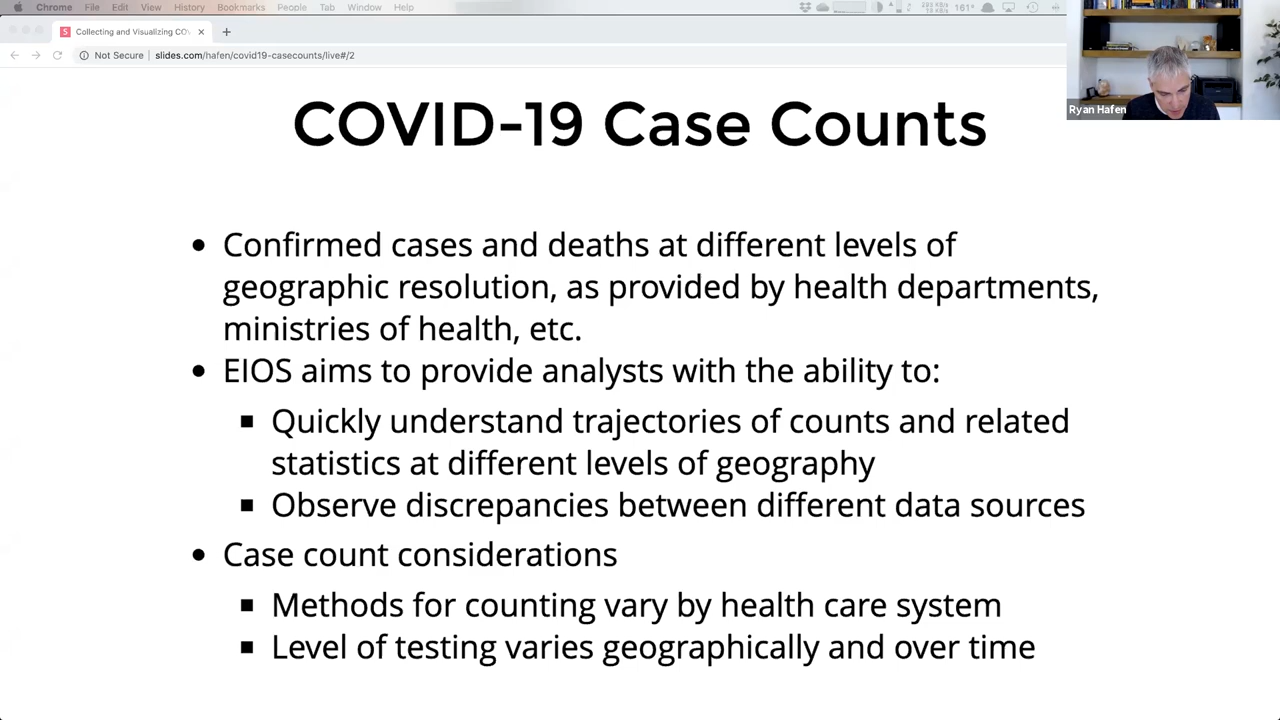 Chrome File Edit View History Bookmarks People Tab Window Help
161°
Collecting and Visualizing COV
Not Secure slides.com/hafen/covid19-casecounts/live#/2
Ryan Hafen
COVID-19 Case Counts
Confirmed cases and deaths at different levels of
geographic resolution, as provided by health departments,
ministries of health, etc.
EIOS aims to provide analysts with the ability to:
Quickly understand trajectories of counts and related
statistics at different levels of geography
Observe discrepancies between different data sources
Case count considerations
Methods for counting vary by health care system
Level of testing varies geographically and over time